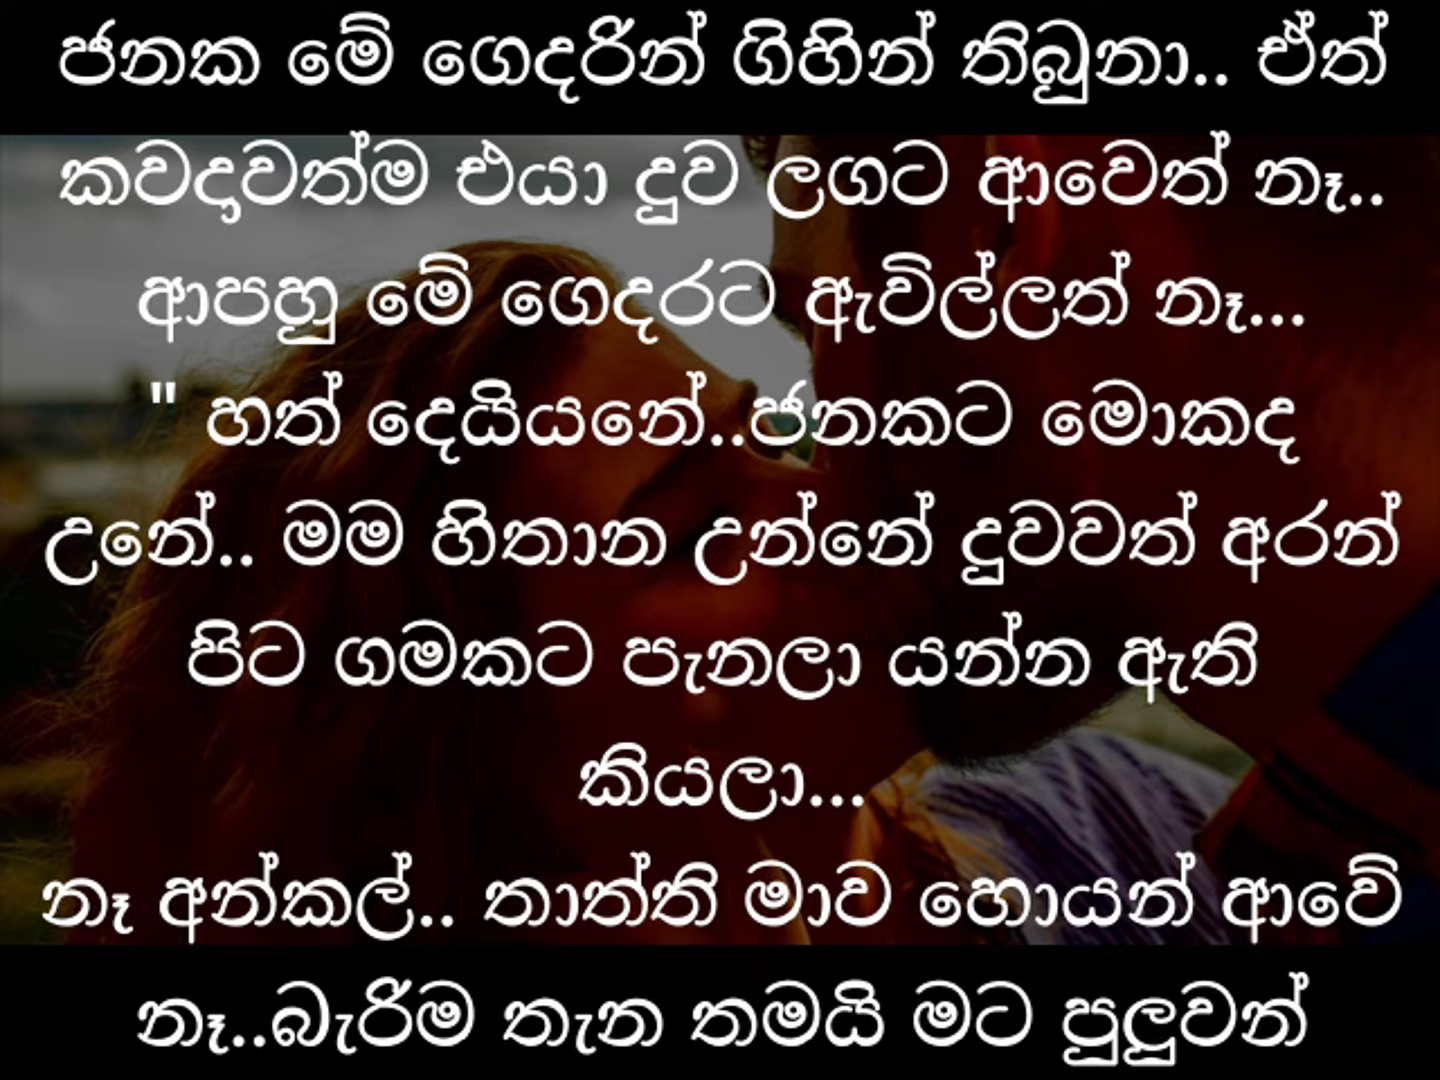 ජනක මේ ගෙදරින් ගිහින් තිබුනා.. ඒත්
කවදාවත්ම එයා දුව ලගට ආවෙත් නෑ..
ආපහු මේ ගෙදරට ඇවිල්ලත් නෑ...
" හත් දෙයියනේ..ජනකට මොකද
උනේ.. මම හිතාන උන්නේ දුවවත් අරන්
පිට ගමකට පැනලා යන්න ඇති
කියලා...
නෑ අන්කල්.. තාත්ති මාව හොයන් ආවේ
නෑ..බැරිම තැන තමයි මට පුලුවන්